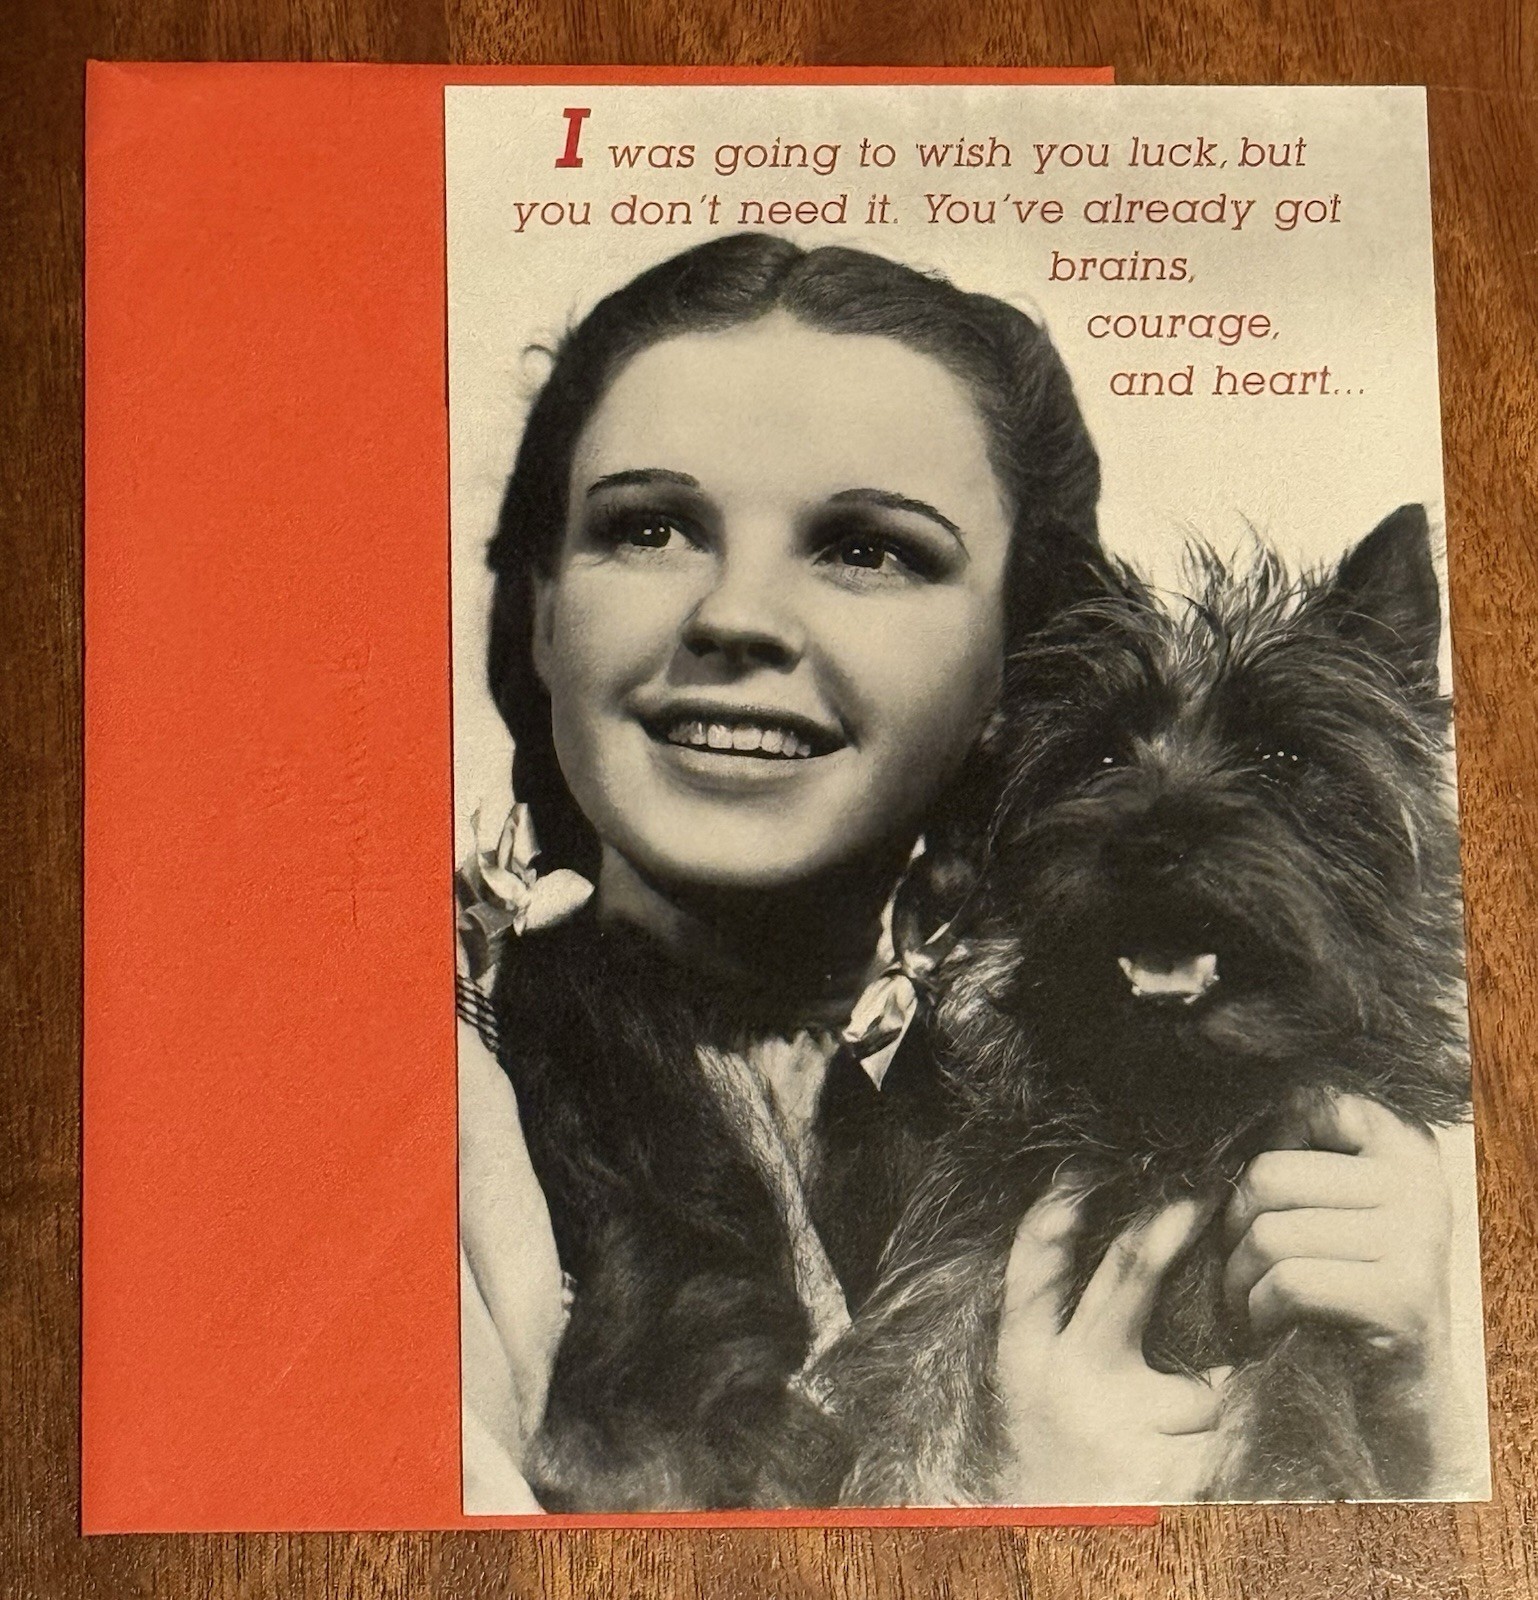 I was going to wish you luck, but
you don't need it. You've already got
brains,
courage,
and heart...